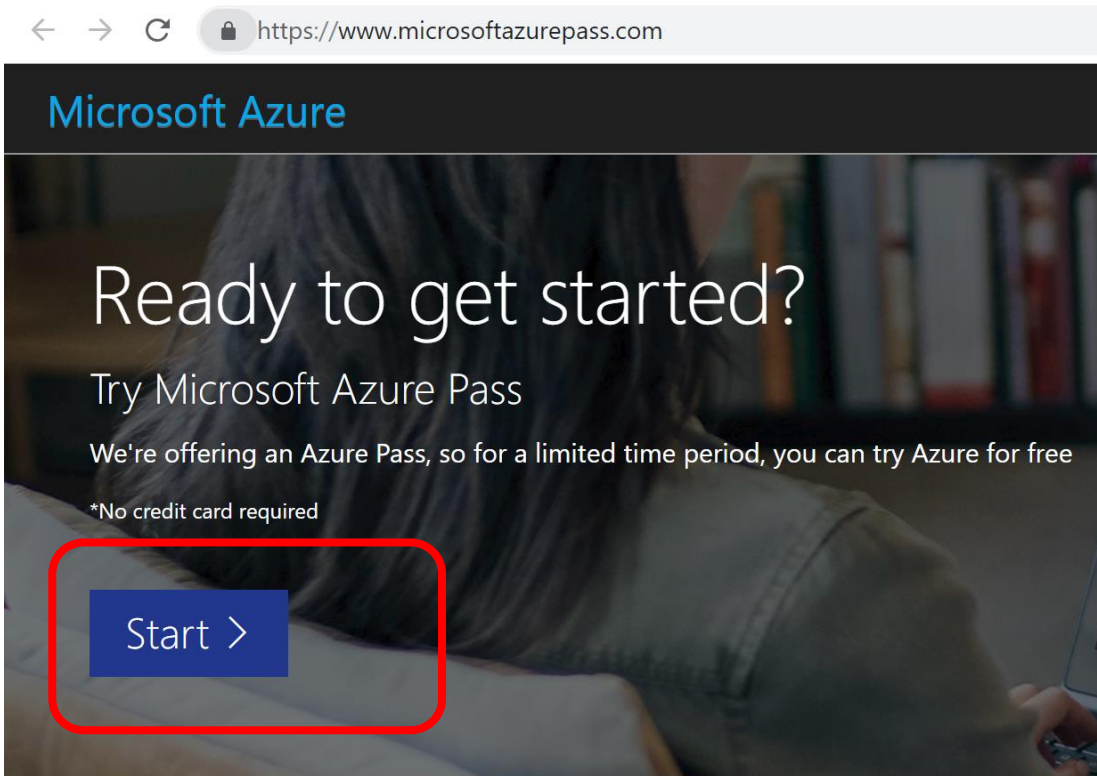 https://www.microsoftazurepass.com
Microsoft Azure
Ready to get started?
Try Microsoft Azure Pass
We're offering an Azure Pass, so for a limited time period, you can try Azure for free
*No credit card required
Start >